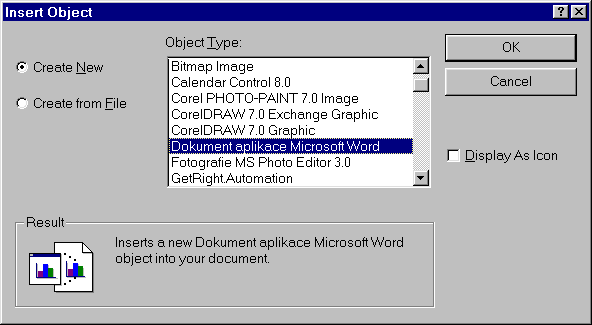 Insert Object
Object Type:
Create New
Create from File
Bitmap Image
Calendar Control 8.0
Corel PHOTO-PAINT 7.0 Image
CorelDRAW 7.0 Exchange Graphic
CorelDRAW 7.0 Graphic
Dokument aplikace Microsoft Word
Fotografie MS Photo Editor 3.0
GetRight.Automation
OK
Cancel
Display As Icon
Result
Inserts a new Dokument aplikace Microsoft Word
object into your document.